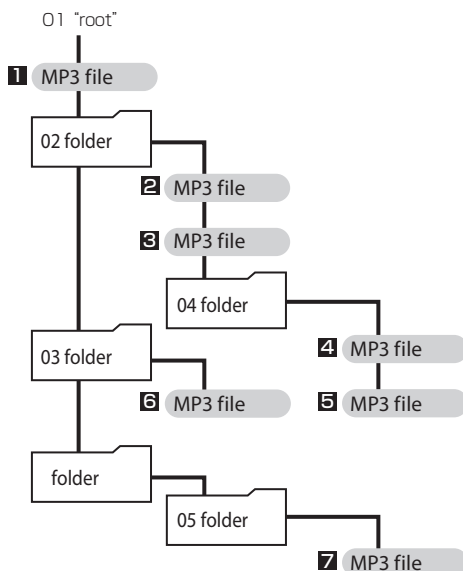 01 "root"
1 MP3 file
02 folder
2 MP3 file
3 MP3 file
04 folder
4 MP3 file
5 MP3 file
03 folder
6 MP3 file
folder
05 folder
7 MP3 file